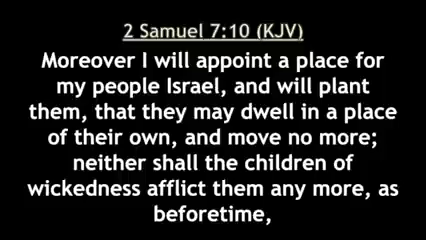 2 Samuel 7:10 (KJV)
Moreover I will appoint a place for
my people Israel, and will plant
them, that they may dwell in a place
of their own, and move no more;
neither shall the children of
wickedness afflict them any more, as
beforetime,